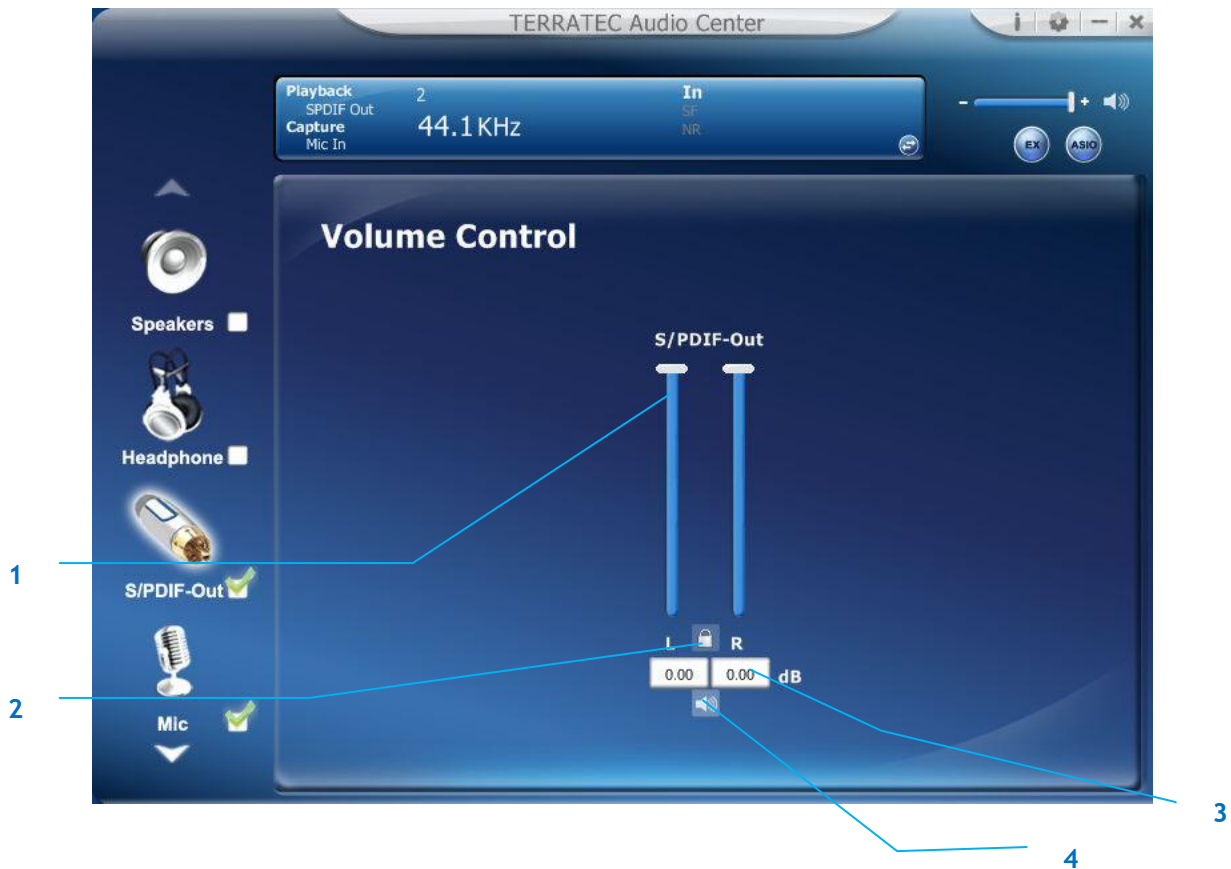 TERRATEC Audio Center
i
Playback
SPDIF Out
Capture
Mic In
2
44.1 KHz
In
SF
NR
- +
EX ASIO
Volume Control
Speakers
Headphone
S/PDIF-Out
Mic
S/PDIF-Out
L R
0.00 0.00 dB
1
2
3
4